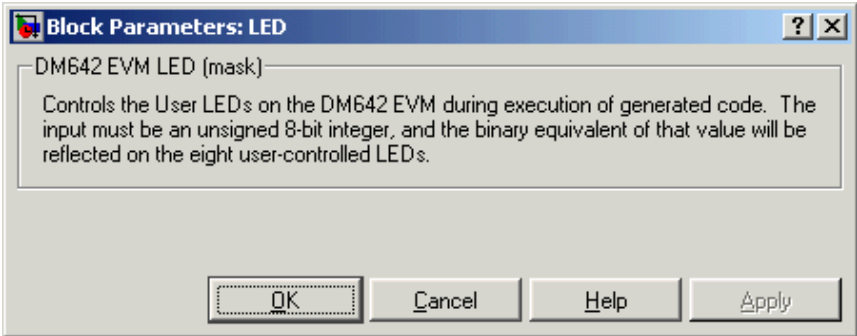 Block Parameters: LED
DM642 EVM LED (mask)
Controls the User LEDs on the DM642 EVM during execution of generated code. The
input must be an unsigned 8-bit integer, and the binary equivalent of that value will be
reflected on the eight user-controlled LEDs.
OK Cancel Help Apply